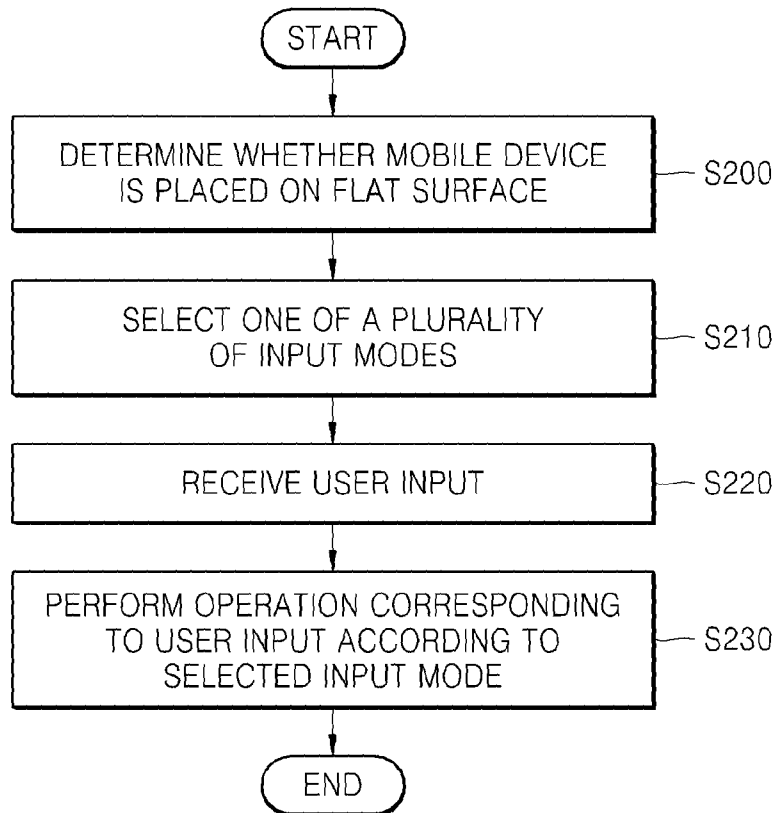 START
DETERMINE WHETHER MOBILE DEVICE
IS PLACED ON FLAT SURFACE
S200
SELECT ONE OF A PLURALITY
OF INPUT MODES
S210
RECEIVE USER INPUT
S220
PERFORM OPERATION CORRESPONDING
TO USER INPUT ACCORDING TO
SELECTED INPUT MODE
S230
END